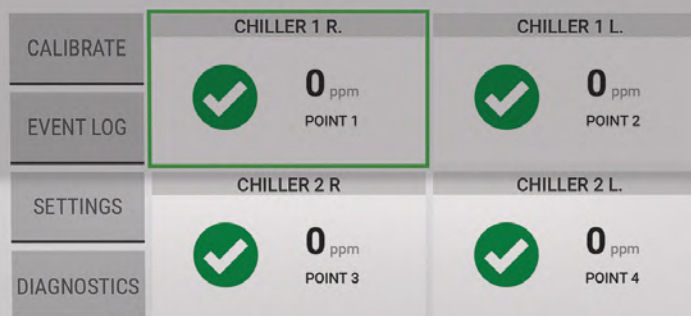 CALIBRATE
EVENT LOG
SETTINGS
DIAGNOSTICS
CHILLER 1 R.
0 ppm
POINT 1
CHILLER 1 L.
0 ppm
POINT 2
CHILLER 2 R
0 ppm
POINT 3
CHILLER 2 L.
0 ppm
POINT 4